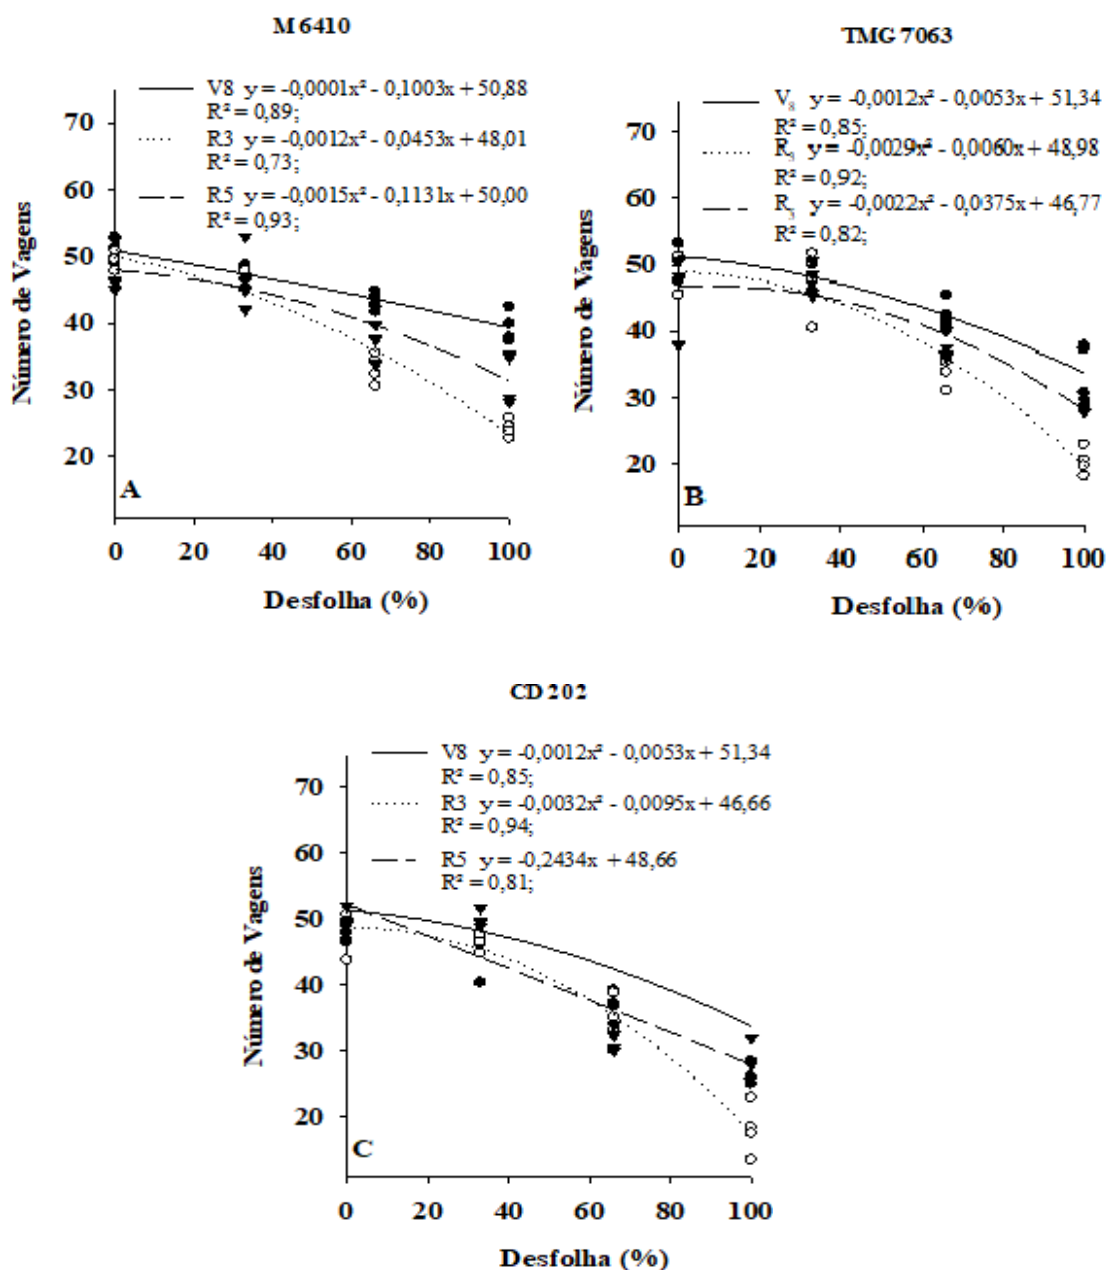 M 6410
V8 y = -0,0001x² - 0,1003x + 50,88
R² = 0,89;
R3 y = -0,0012x² - 0,0453x + 48,01
R² = 0,73;
R5 y = -0,0015x² - 0,1131x + 50,00
R² = 0,93;
Número de Vagens
70
60
50
40
30
20
A
0 20 40 60 80 100
Desfolha (%)
TMG 7063
V₈ y = -0,0012x² - 0,0053x + 51,34
R² = 0,85;
R₃ y = -0,0029x² - 0,0060x + 48,98
R² = 0,92;
R₅ y = -0,0022x² - 0,0375x + 46,77
R² = 0,82;
Número de Vagens
70
60
50
40
30
20
B
0 20 40 60 80 100
Desfolha (%)
CD 202
V8 y = -0,0012x² - 0,0053x + 51,34
R² = 0,85;
R3 y = -0,0032x² - 0,0095x + 46,66
R² = 0,94;
R5 y = -0,2434x + 48,66
R² = 0,81;
Número de Vagens
70
60
50
40
30
20
C
0 20 40 60 80 100
Desfolha (%)